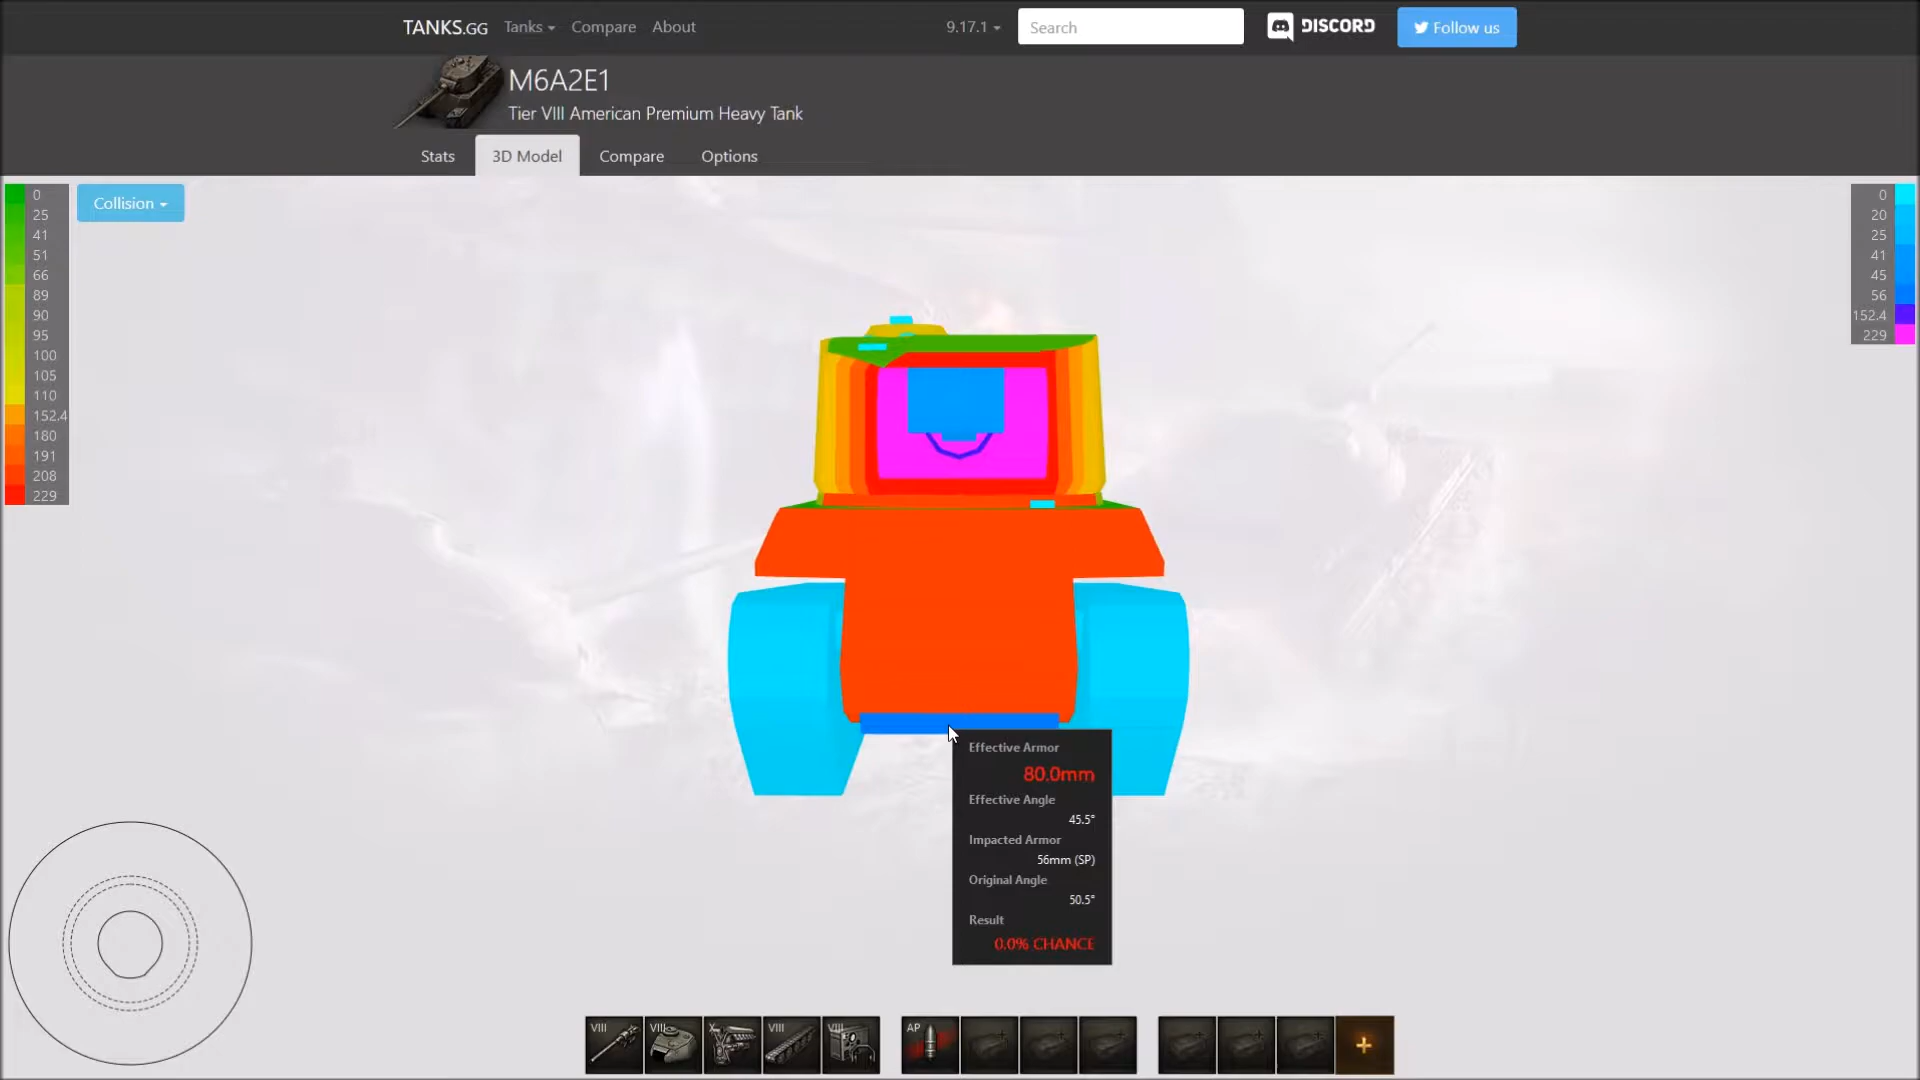 TANKS.GG Tanks Compare About 9.17.1 Search DISCORD Follow us
M6A2E1
Tier VIII American Premium Heavy Tank
Stats 3D Model Compare Options
Collision
0
25
41
51
66
89
90
95
100
105
110
152.4
180
191
208
229
0
20
25
41
45
56
152.4
229
Effective Armor
80.0mm
Effective Angle
45.5°
Impacted Armor
56mm (SP)
Original Angle
50.5°
Result
0.0% CHANCE
VIII VIII X VIII VIII AP